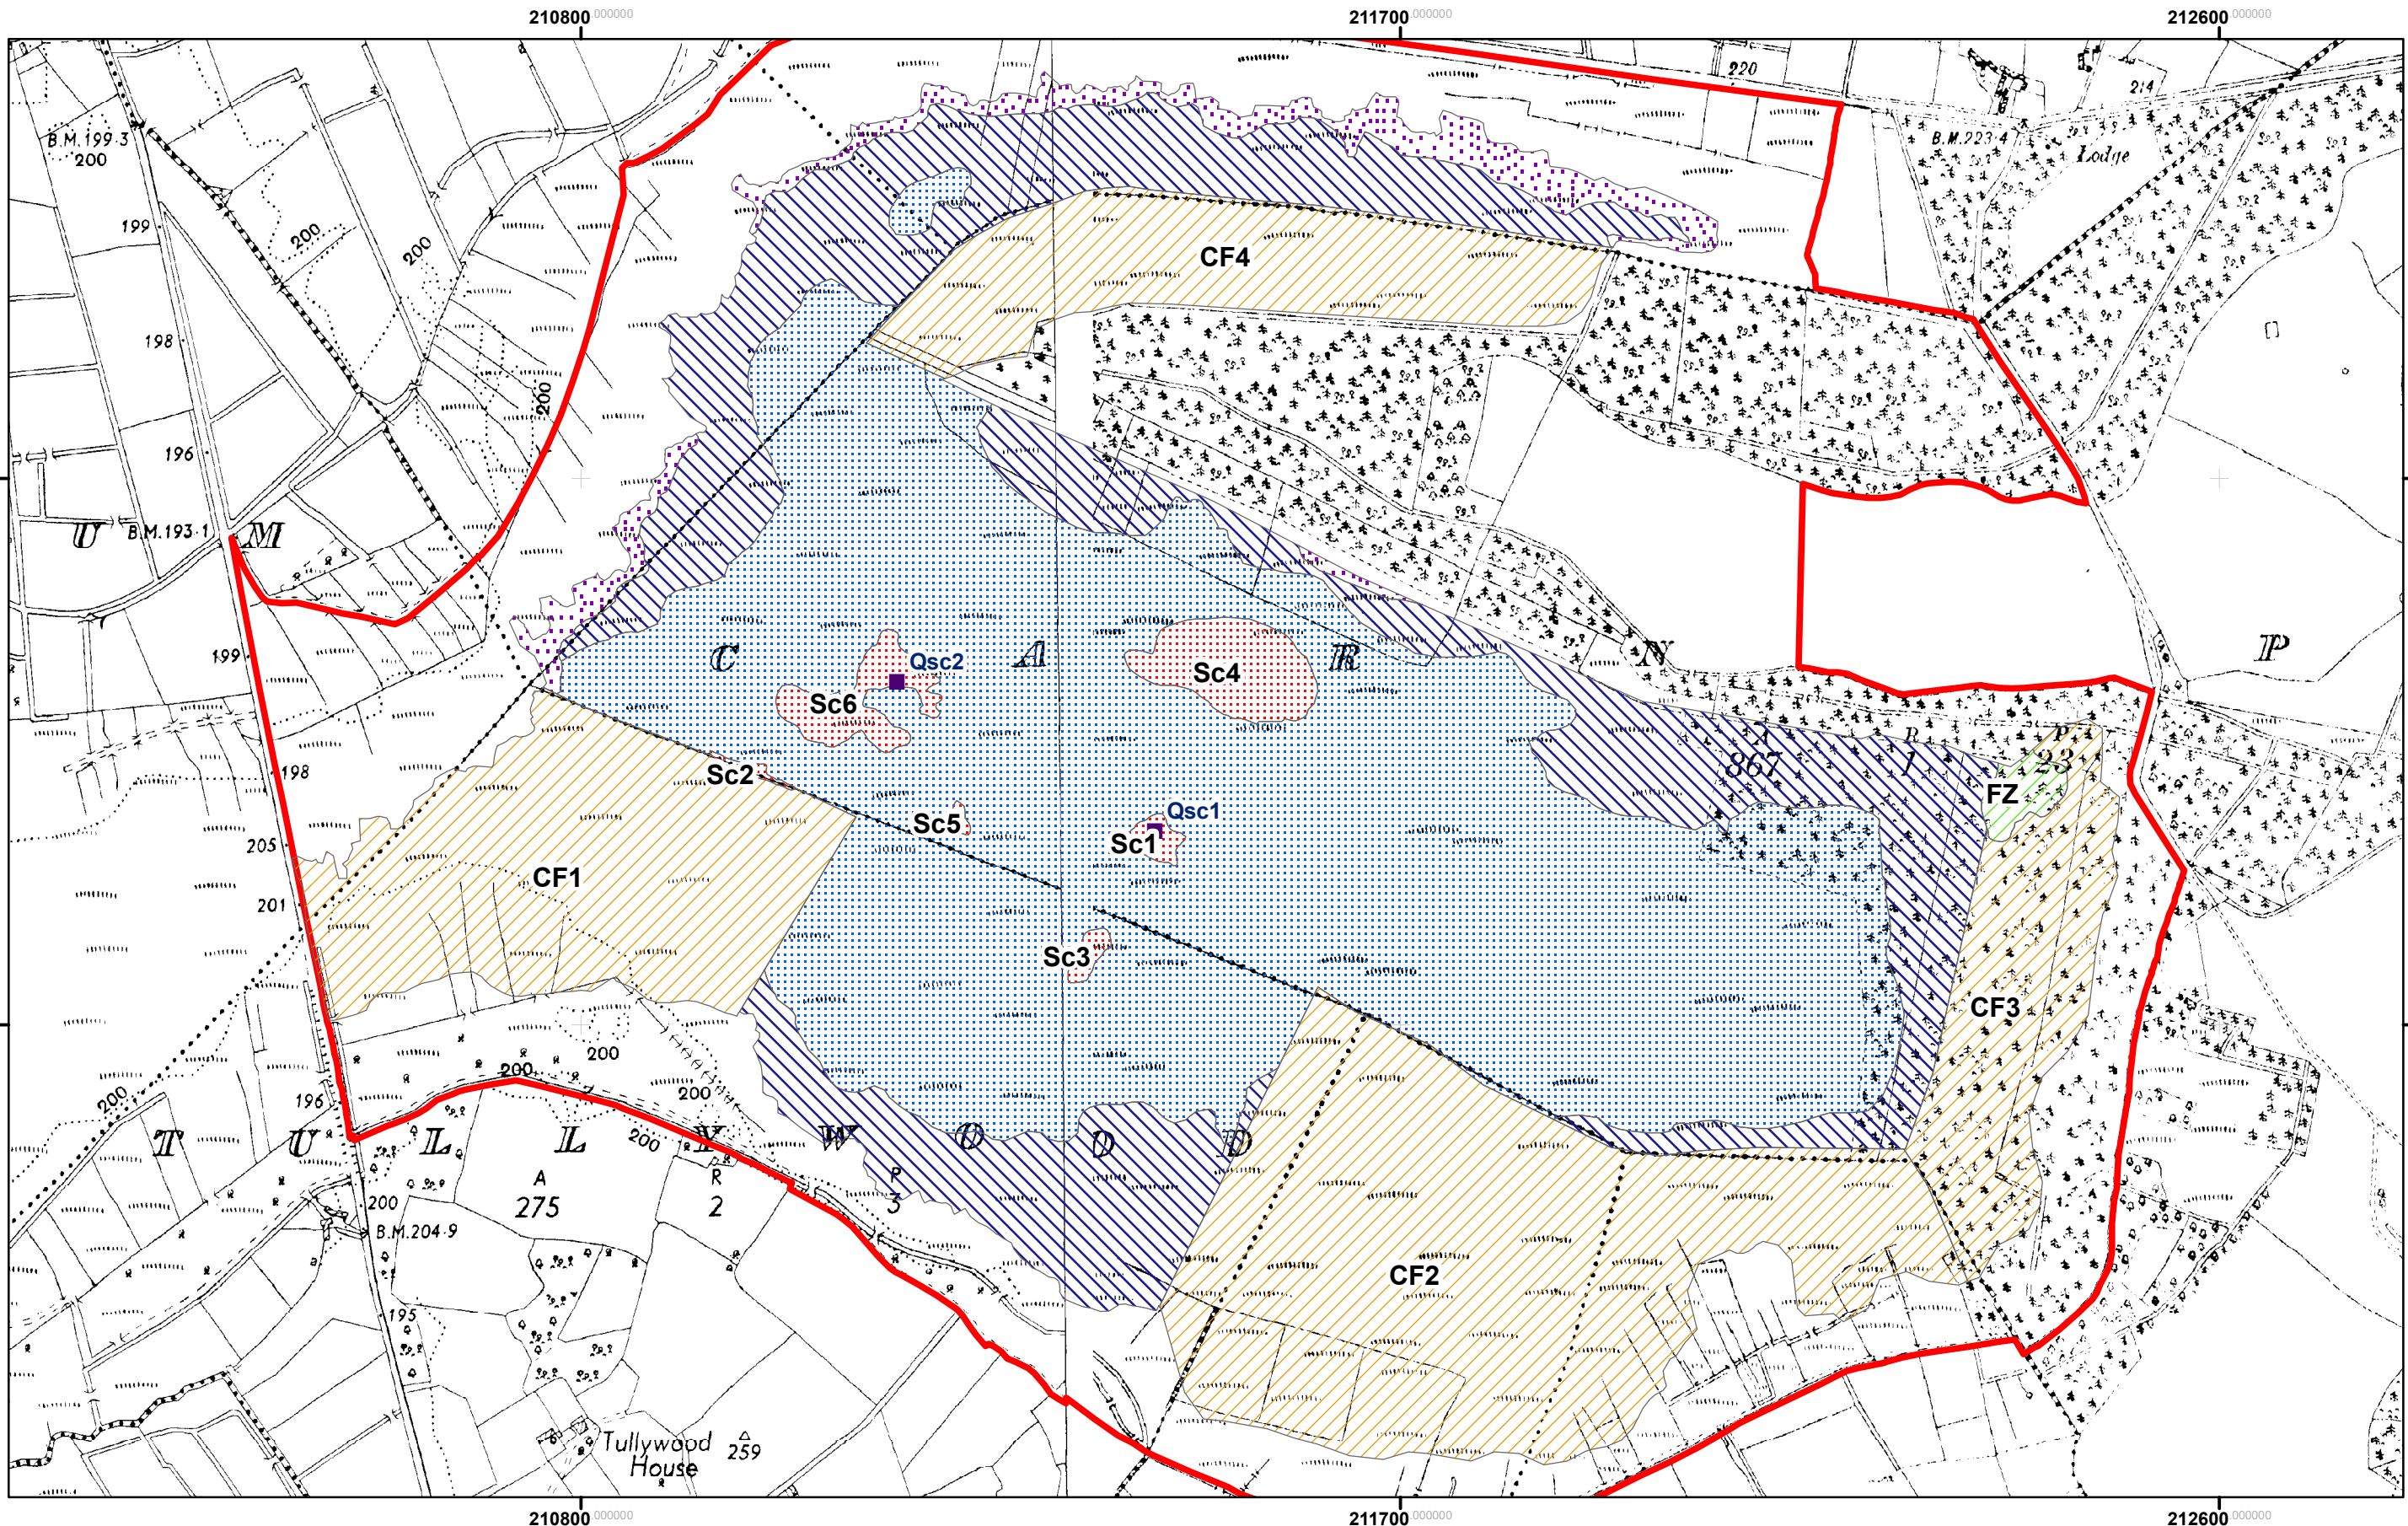 210800.000000 211700.000000 212600.000000
220
214
B.M.199·3
200
B.M.223·4
Lodge
199
200
200
CF4
198
200
196
U B.M.193·1 M
199
C A R N P
Qsc2
Sc4
Sc6
A R P
867 1 23
198
Sc2
FZ
Qsc1
Sc5
Sc1
205
CF1
201
Sc3
CF3
200
200
200
200
196
T U L L Y W O O D
200
A R P
275 2 3
200
B.M.204·9
CF2
195
Tullywood 259
House
210800.000000 211700.000000 212600.000000